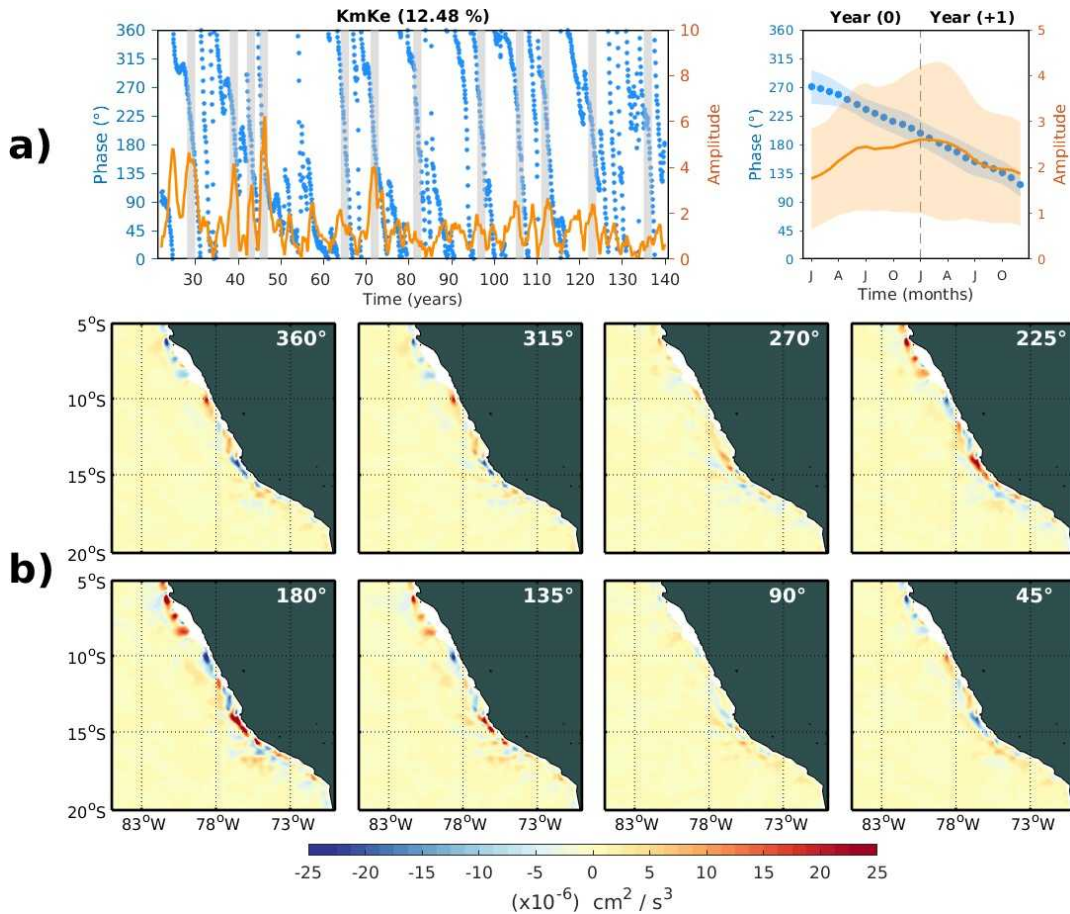 KmKe (12.48 %)
Year (0) Year (+1)
a)
Phase (°)
360
315
270
225
180
135
90
45
0
10
8
6
4
2
0
Amplitude
30 40 50 60 70 80 90 100 110 120 130 140
Time (years)
Phase (°)
360
315
270
225
180
135
90
45
0
5
4
3
2
1
0
Amplitude
J A J O J A J O
Time (months)
b)
5°S
10°S
15°S
20°S
360° 315° 270° 225°
5°S
10°S
15°S
20°S
180° 135° 90° 45°
83°W 78°W 73°W 83°W 78°W 73°W 83°W 78°W 73°W 83°W 78°W 73°W
-25 -20 -15 -10 -5 0 5 10 15 20 25
(x10⁻⁶) cm² / s³